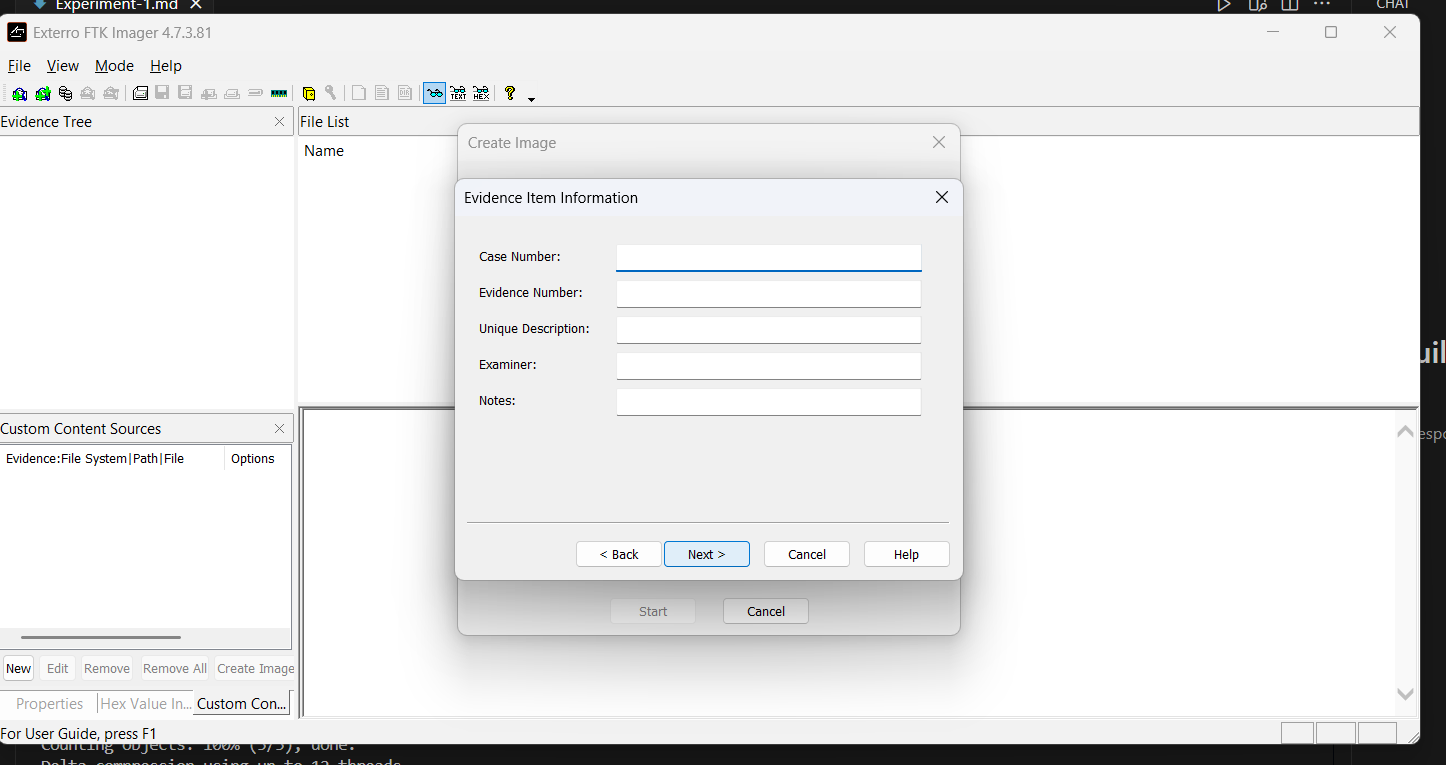 Experiment-1.md
CHAT
Exterro FTK Imager 4.7.3.81
File View Mode Help
TEXT HEX ?
Evidence Tree
File List
Name
Create Image
Evidence Item Information
Case Number:
Evidence Number:
Unique Description:
Examiner:
Notes:
Custom Content Sources
Evidence:File System|Path|File Options
< Back Next > Cancel Help
Start Cancel
New Edit Remove Remove All Create Image
Properties Hex Value In... Custom Con...
For User Guide, press F1
Counting objects: 100% (5/5), done.
Delta compression using up to 12 threads